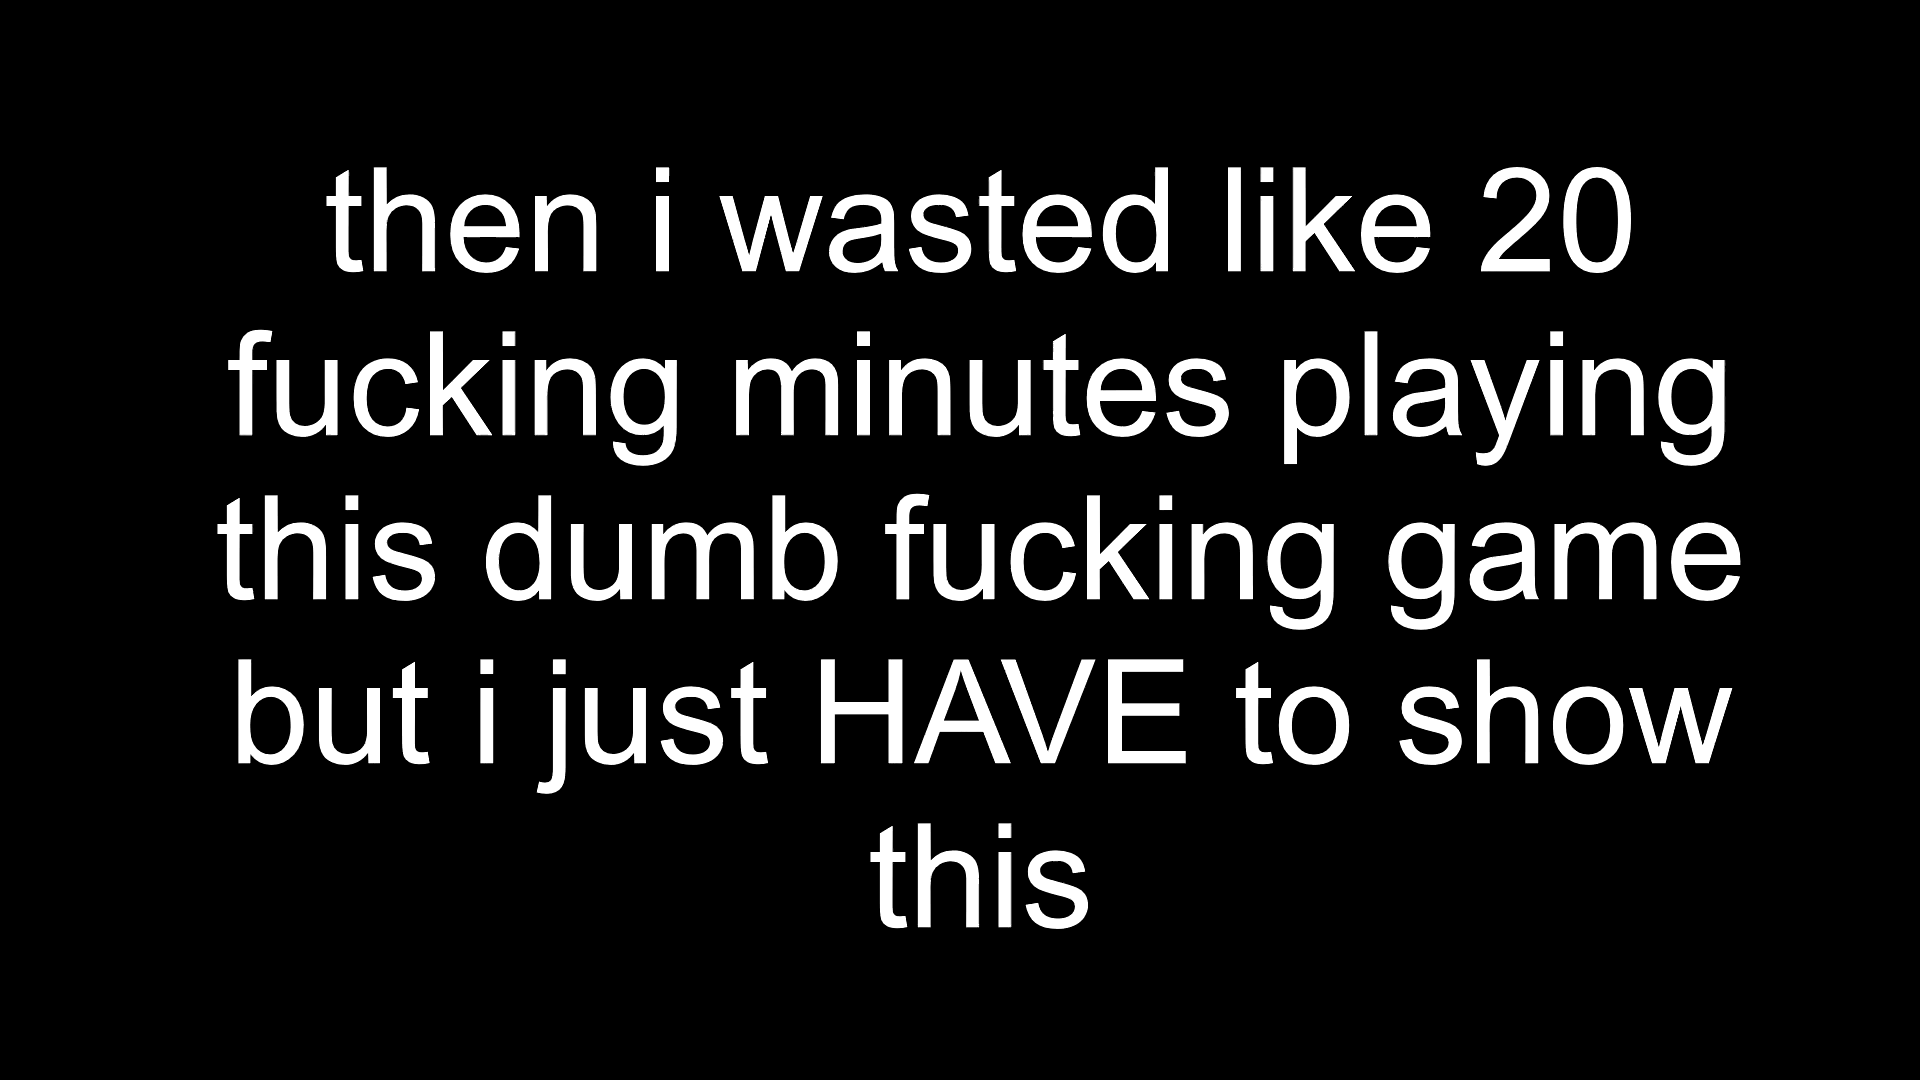 then i wasted like 20
fucking minutes playing
this dumb fucking game
but i just HAVE to show
this